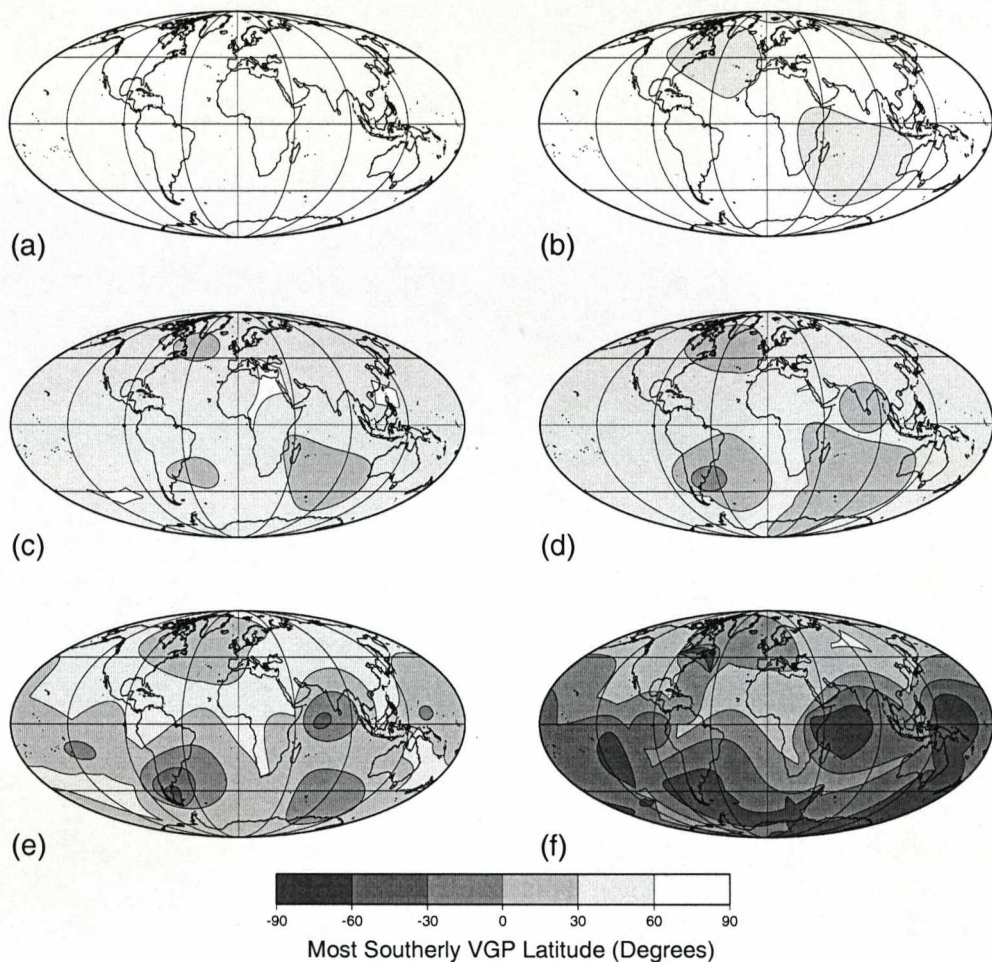 (a)
(b)
(c)
(d)
(e)
(f)
-90 -60 -30 0 30 60 90
Most Southerly VGP Latitude (Degrees)